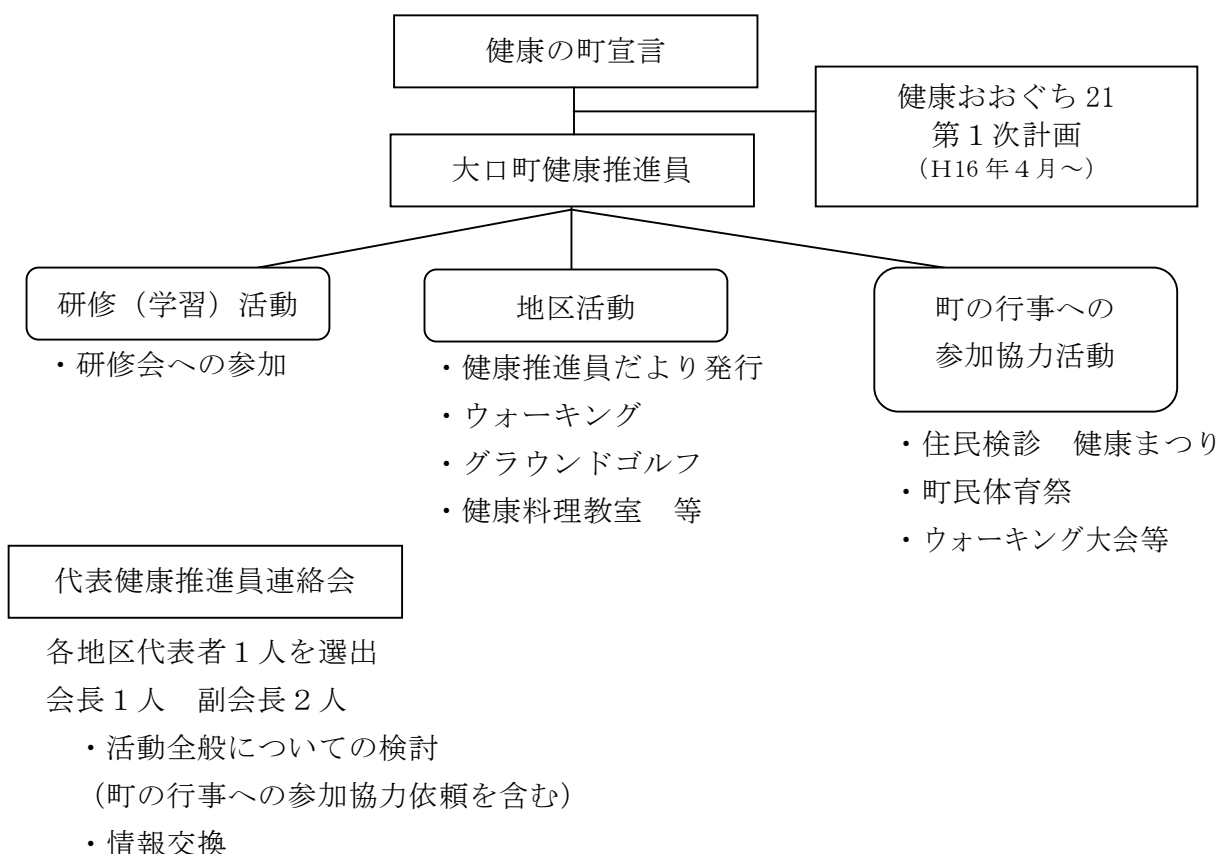 健康の町宣言
健康おおぐち 21
第１次計画
（H16 年４月～）
大口町健康推進員
研修（学習）活動
・研修会への参加
地区活動
・健康推進員だより発行
・ウォーキング
・グラウンドゴルフ
・健康料理教室　等
町の行事への
参加協力活動
・住民検診　健康まつり
・町民体育祭
・ウォーキング大会等
代表健康推進員連絡会
各地区代表者１人を選出
会長１人　副会長２人
・活動全般についての検討
（町の行事への参加協力依頼を含む）
・情報交換